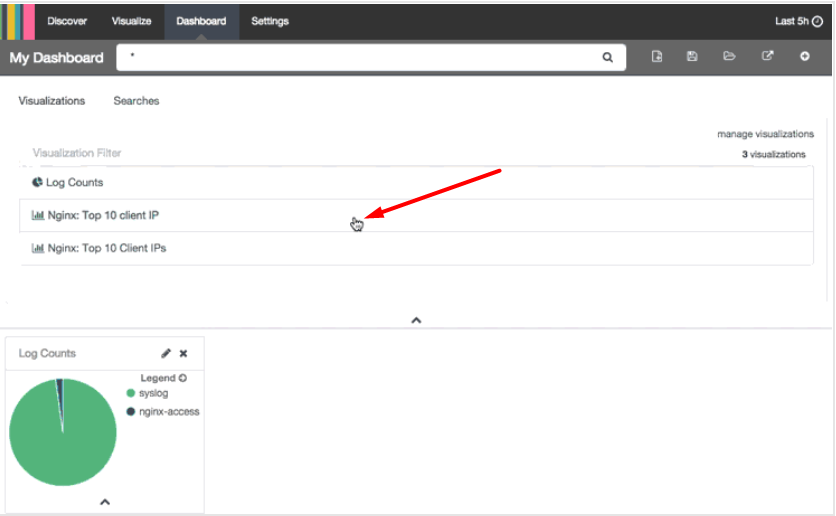 Discover Visualize Dashboard Settings Last 5h
My Dashboard *
Visualizations Searches
manage visualizations
Visualization Filter 3 visualizations
Log Counts
Nginx: Top 10 client IP
Nginx: Top 10 Client IPs
Log Counts
Legend
syslog
nginx-access